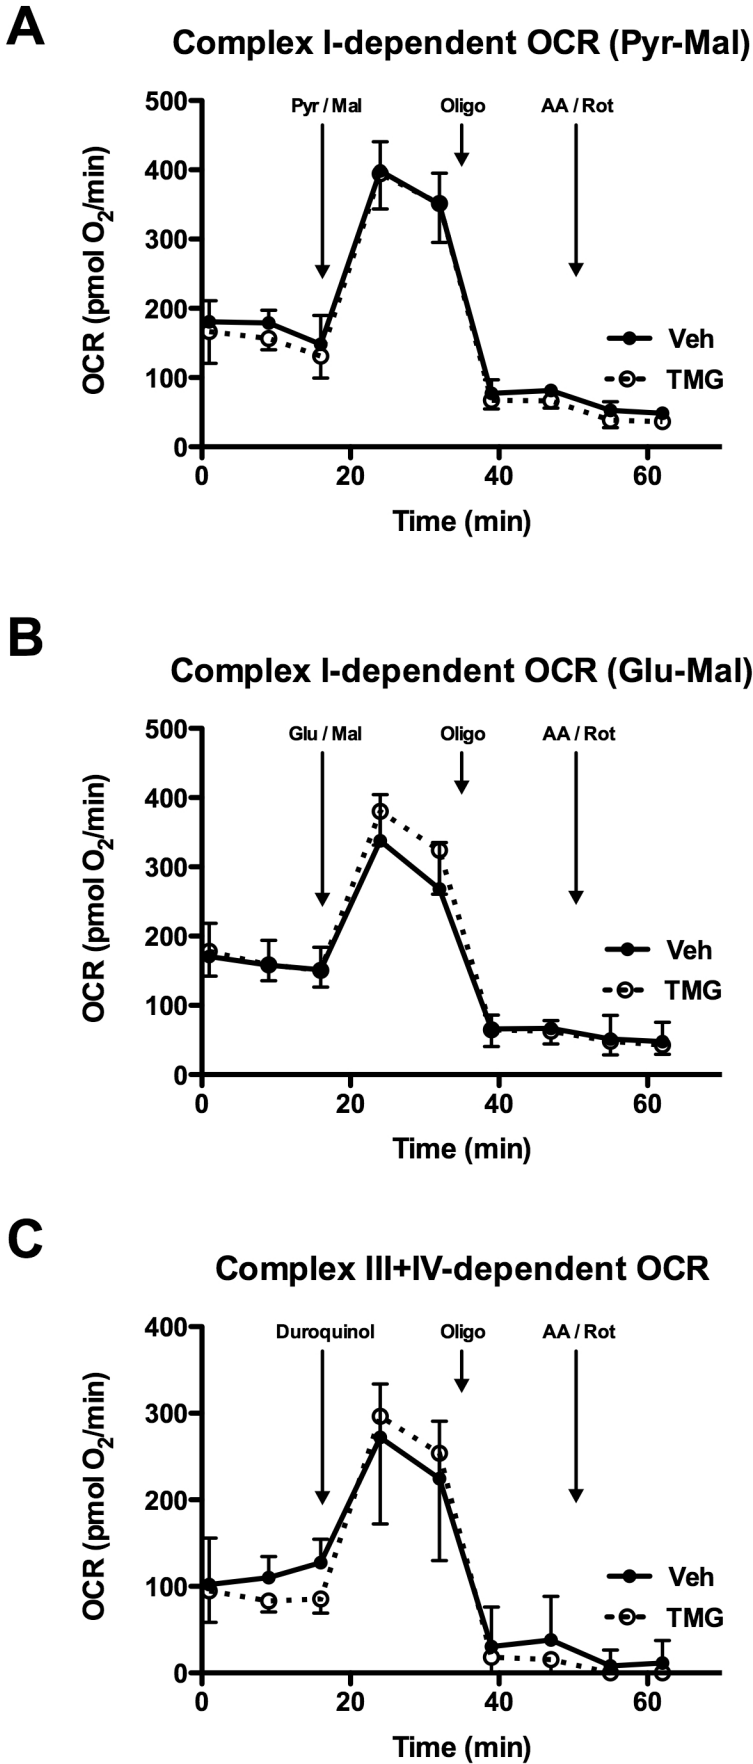 A
Complex I-dependent OCR (Pyr-Mal)
500
400
300
200
100
0
OCR (pmol O2/min)
Pyr / Mal
Oligo
AA / Rot
Veh
TMG
0
20
40
60
Time (min)
B
Complex I-dependent OCR (Glu-Mal)
500
400
300
200
100
0
OCR (pmol O2/min)
Glu / Mal
Oligo
AA / Rot
Veh
TMG
0
20
40
60
Time (min)
C
Complex III+IV-dependent OCR
400
300
200
100
0
OCR (pmol O2/min)
Duroquinol
Oligo
AA / Rot
Veh
TMG
0
20
40
60
Time (min)